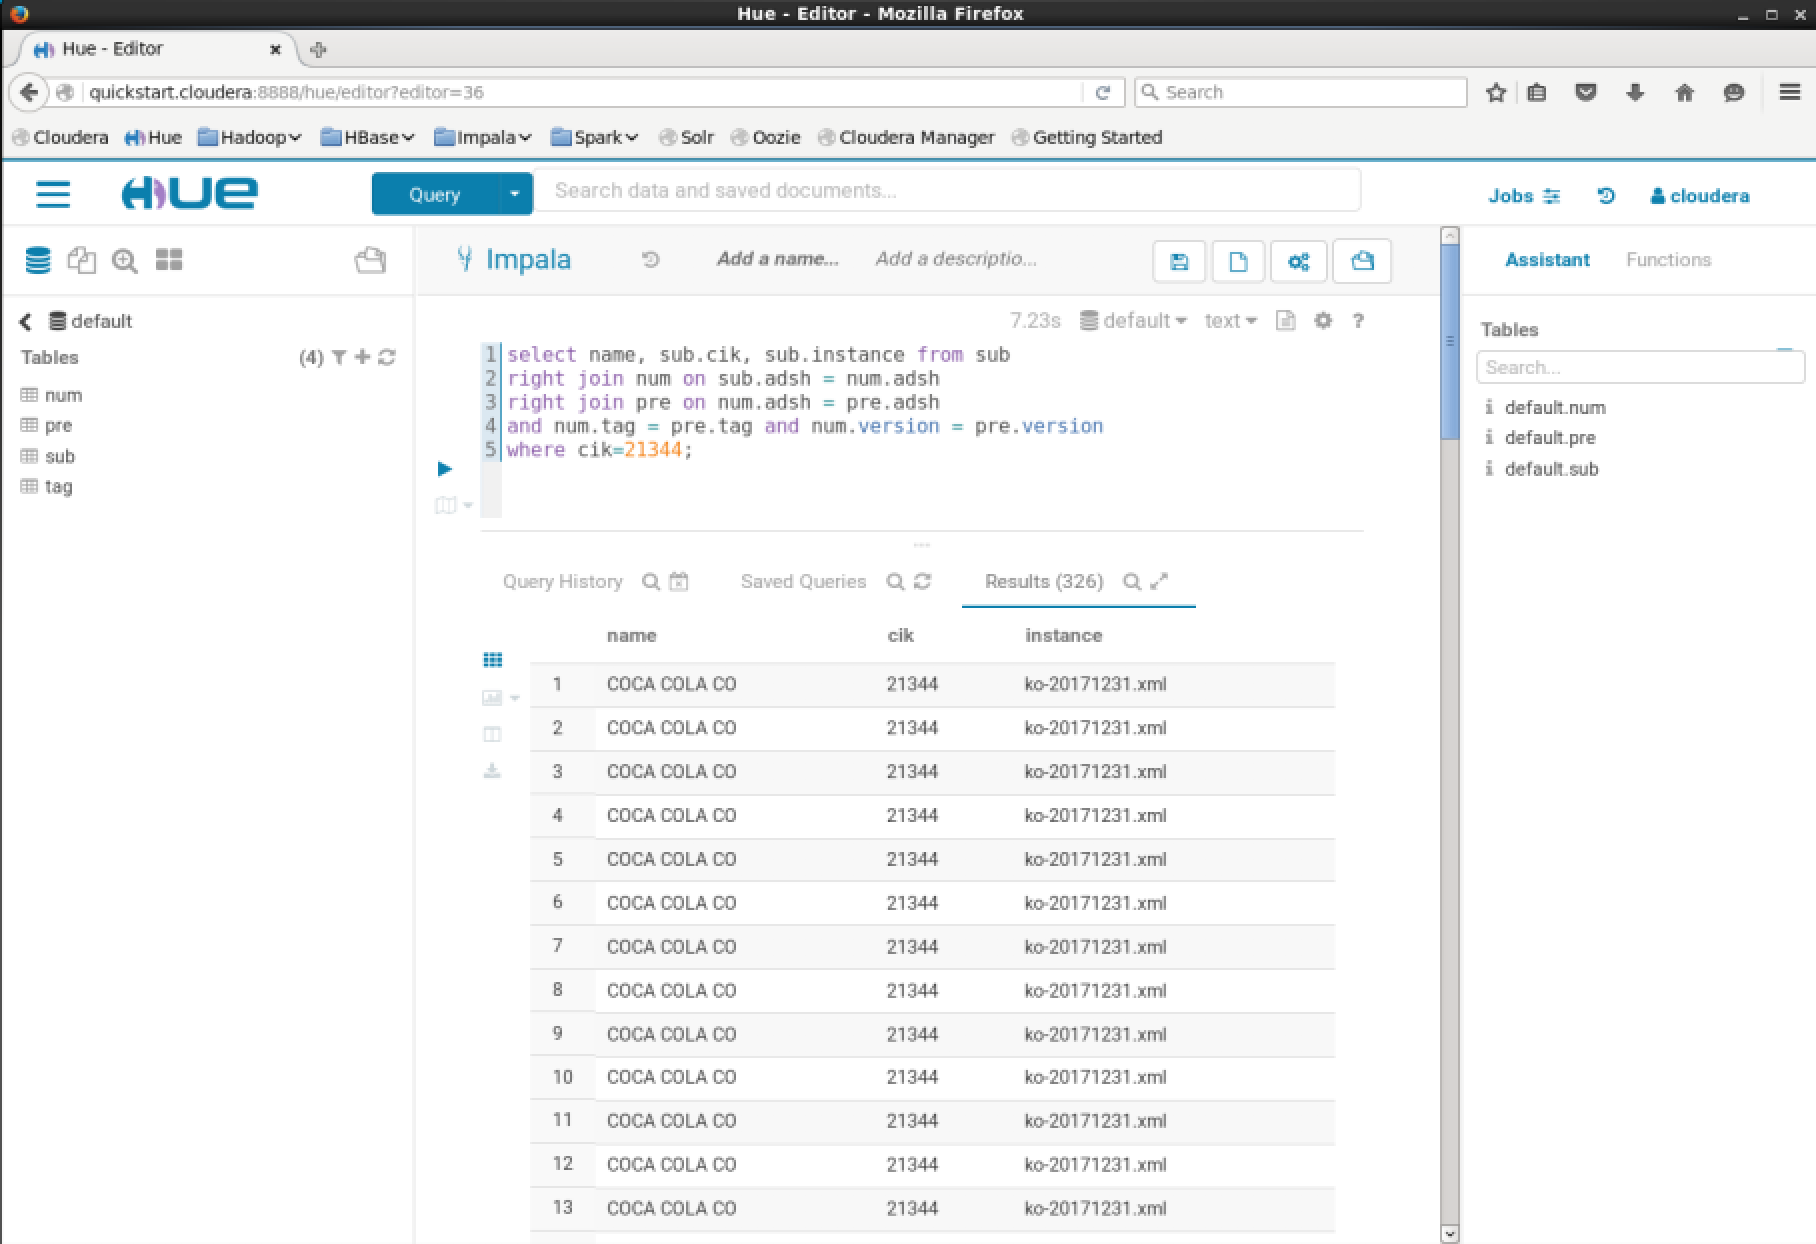 Hue - Editor - Mozilla Firefox
Hue - Editor
quickstart.cloudera:8888/hue/editor?editor=36
Search
Cloudera Hue Hadoop HBase Impala Spark Solr Oozie Cloudera Manager Getting Started
HUE
Query
Search data and saved documents...
Jobs
cloudera
Impala
Add a name...
Add a descriptio...
Assistant
Functions
default
Tables
(4)
num
pre
sub
tag
7.23s default text ?
1 select name, sub.cik, sub.instance from sub
2 right join num on sub.adsh = num.adsh
3 right join pre on num.adsh = pre.adsh
4 and num.tag = pre.tag and num.version = pre.version
5 where cik=21344;
Tables
Search...
default.num
default.pre
default.sub
Query History
Saved Queries
Results (326)
name cik instance
1 COCA COLA CO 21344 ko-20171231.xml
2 COCA COLA CO 21344 ko-20171231.xml
3 COCA COLA CO 21344 ko-20171231.xml
4 COCA COLA CO 21344 ko-20171231.xml
5 COCA COLA CO 21344 ko-20171231.xml
6 COCA COLA CO 21344 ko-20171231.xml
7 COCA COLA CO 21344 ko-20171231.xml
8 COCA COLA CO 21344 ko-20171231.xml
9 COCA COLA CO 21344 ko-20171231.xml
10 COCA COLA CO 21344 ko-20171231.xml
11 COCA COLA CO 21344 ko-20171231.xml
12 COCA COLA CO 21344 ko-20171231.xml
13 COCA COLA CO 21344 ko-20171231.xml